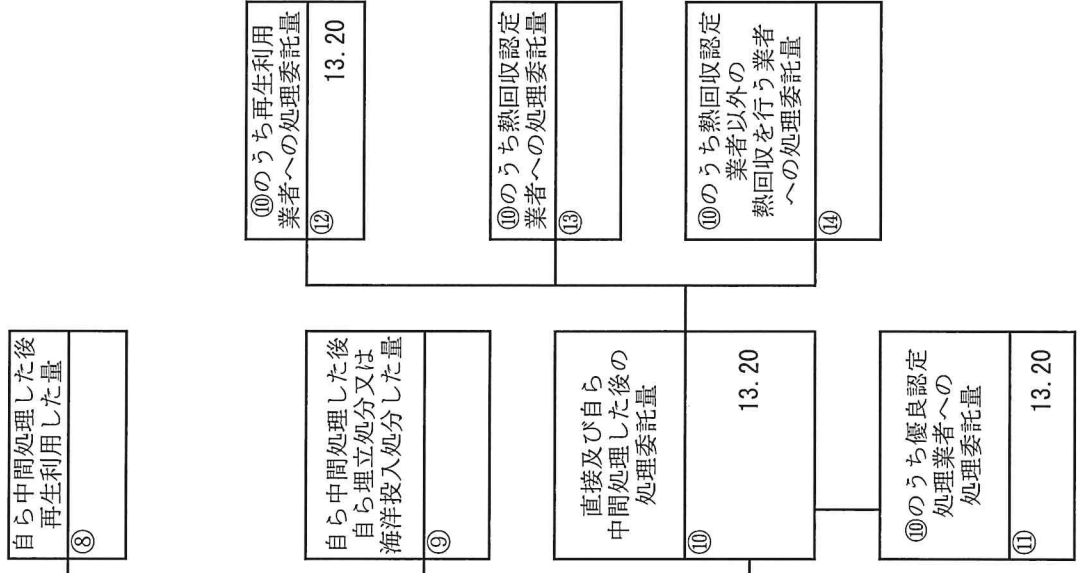 自ら中間処理した後
再生利用した量
⑧
自ら中間処理した後
自ら埋立処分又は
海洋投入処分した量
⑨
直接及び自ら
中間処理した後の
処理委託量
⑩
13.20
⑩のうち優良認定
処理業者への
処理委託量
⑪
13.20
⑩のうち再生利用
業者への処理委託量
⑫
13.20
⑩のうち熱回収認定
業者への処理委託量
⑬
⑩のうち熱回収認定
業者以外の
熱回収を行う業者
への処理委託量
⑭